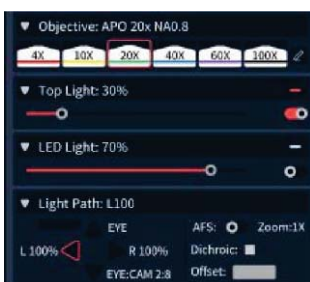 Objective: APO 20x NA0.8
4X 10X 20X 40X 60X 100X
Top Light: 30%
LED Light: 70%
Light Path: L100
EYE AFS: Zoom:1X
L 100% R 100% Dichroic:
EYE:CAM 2:8 Offset: